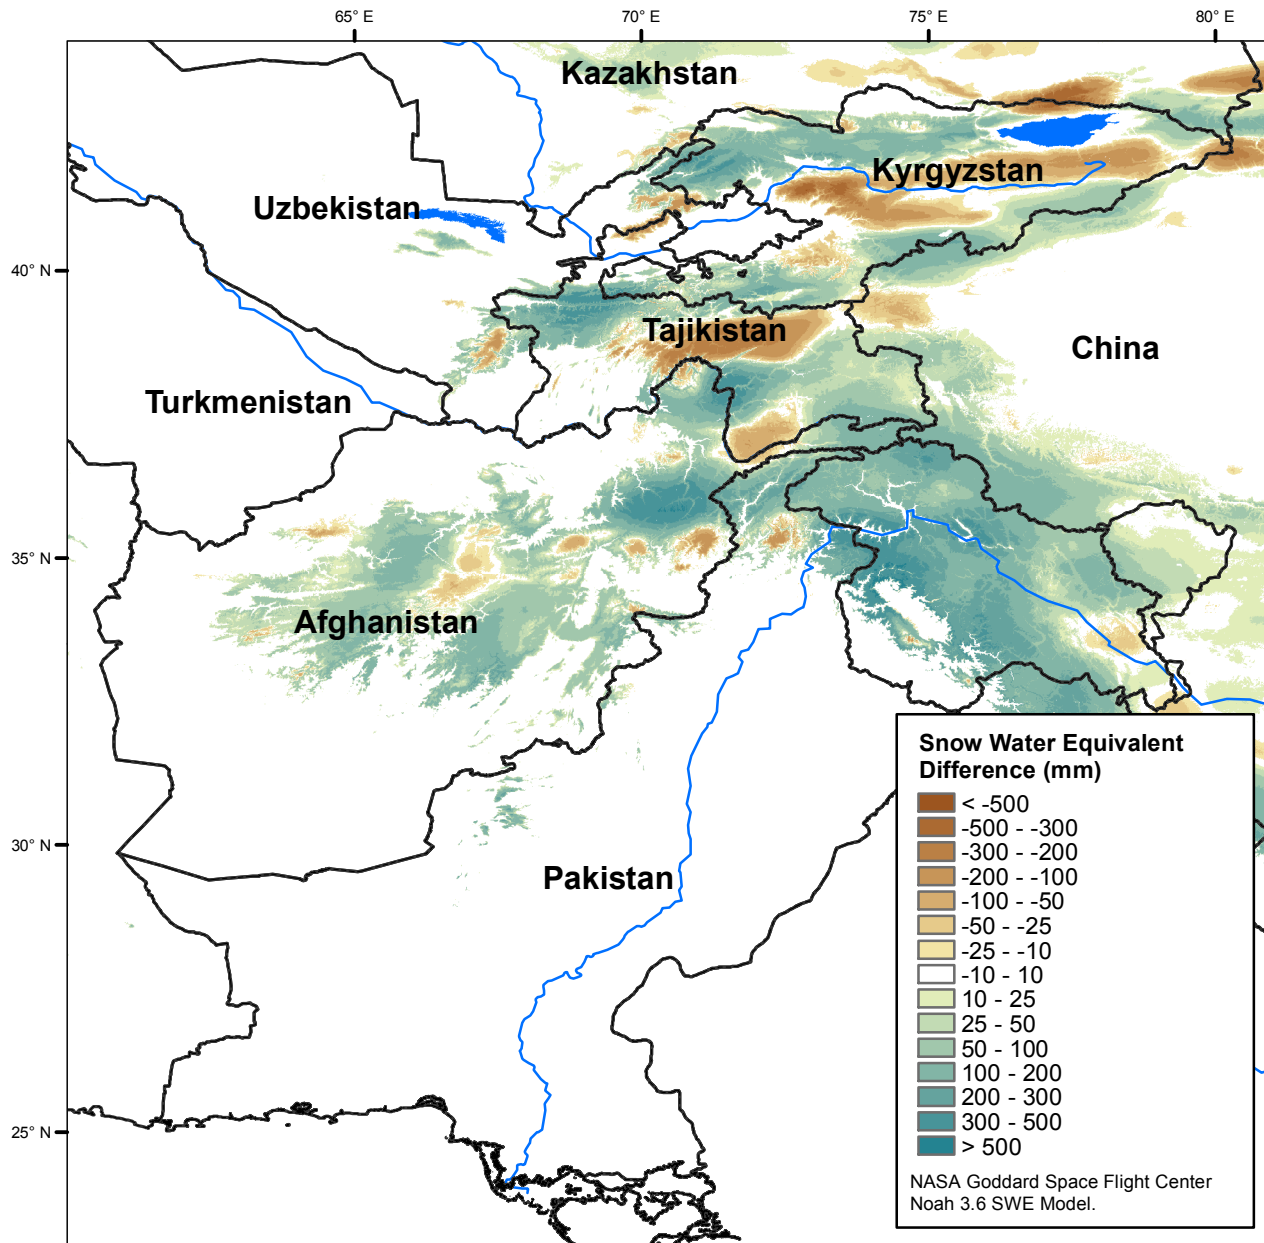 65° E
70° E
75° E
80° E
Kazakhstan
Kyrgyzstan
Uzbekistan
40° N
Tajikistan
China
Turkmenistan
35° N
Afghanistan
30° N
Pakistan
25° N
Snow Water Equivalent
Difference (mm)
< -500
-500 - -300
-300 - -200
-200 - -100
-100 - -50
-50 - -25
-25 - -10
-10 - 10
10 - 25
25 - 50
50 - 100
100 - 200
200 - 300
300 - 500
> 500
NASA Goddard Space Flight Center
Noah 3.6 SWE Model.